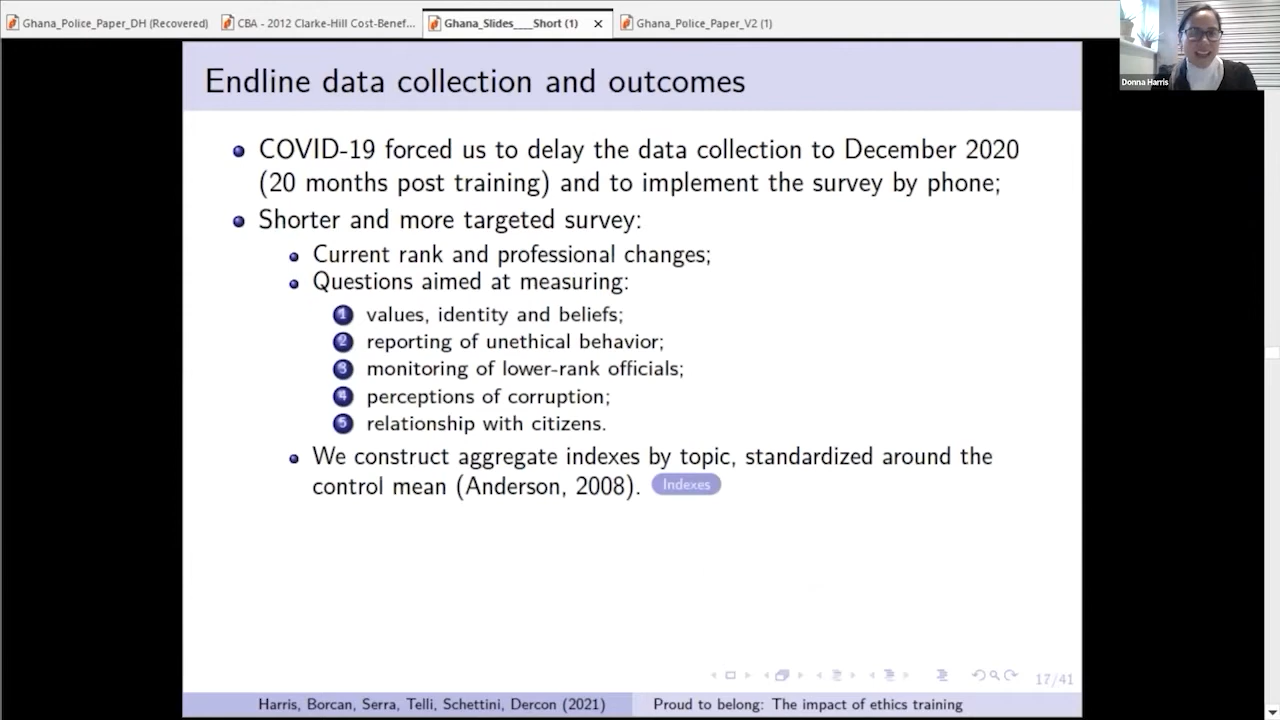 Ghana_Police_Paper_DH (Recovered)
CBA - 2012 Clarke-Hill Cost-Benef...
Ghana_Slides___Short (1)
Ghana_Police_Paper_V2 (1)
Donna Harris
Endline data collection and outcomes
COVID-19 forced us to delay the data collection to December 2020
(20 months post training) and to implement the survey by phone;
Shorter and more targeted survey:
Current rank and professional changes;
Questions aimed at measuring:
1 values, identity and beliefs;
2 reporting of unethical behavior;
3 monitoring of lower-rank officials;
4 perceptions of corruption;
5 relationship with citizens.
We construct aggregate indexes by topic, standardized around the
control mean (Anderson, 2008). Indexes
17/41
Harris, Borcan, Serra, Telli, Schettini, Dercon (2021) Proud to belong: The impact of ethics training